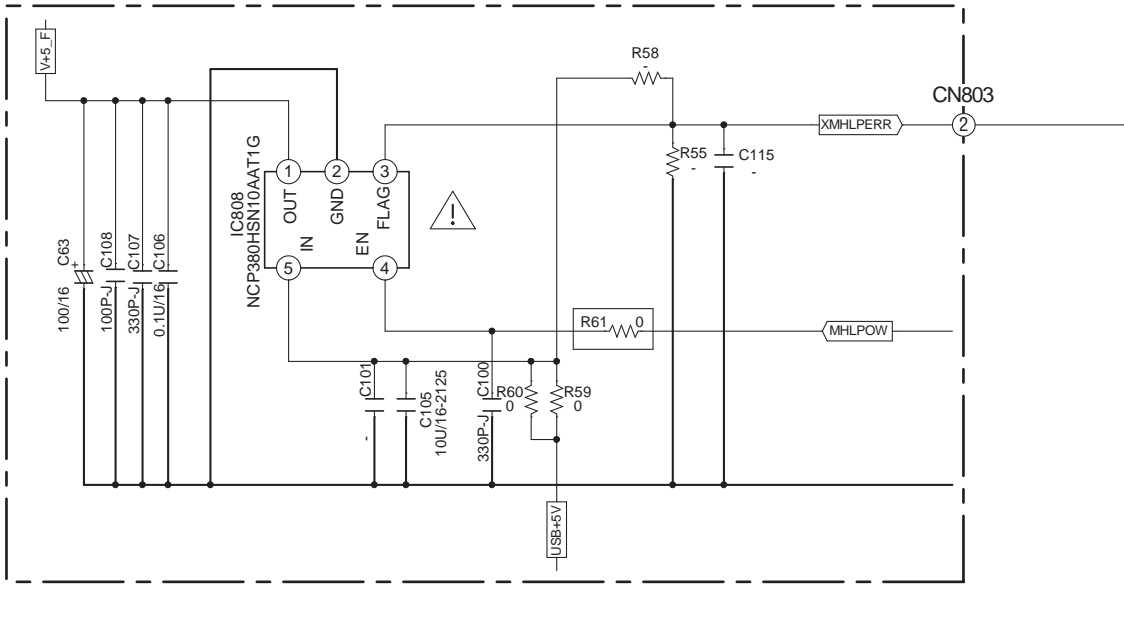 V+5_F
R58
-
CN803
XMHLPERR
2
R55
-
C115
-
IC808
NCP380HSN10AAT1G
1
2
3
OUT
GND
FLAG
!
IN
EN
5
4
C63
+
100/16
C108
100P-J
C107
330P-J
C106
0.1U/16
R61
0
MHLPOW
C101
-
C105
10U/16-2125
C100
330P-J
R60
0
R59
0
USB+5V